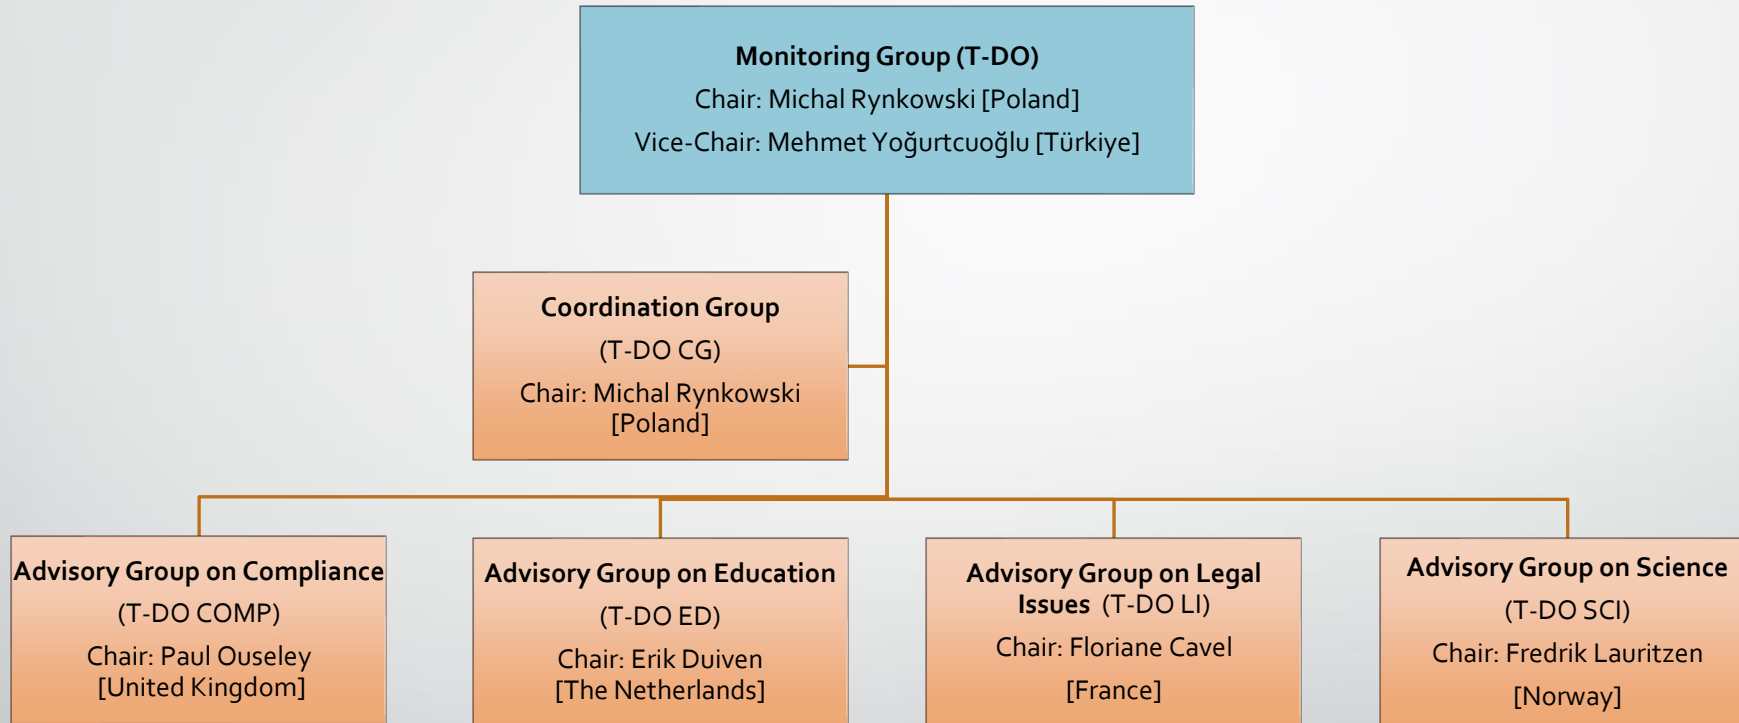 Monitoring Group (T-DO)
Chair: Michal Rynkowski [Poland]
Vice-Chair: Mehmet Yoğurtcuoğlu [Türkiye]
Coordination Group
(T-DO CG)
Chair: Michal Rynkowski
[Poland]
Advisory Group on Compliance
(T-DO COMP)
Chair: Paul Ouseley
[United Kingdom]
Advisory Group on Education
(T-DO ED)
Chair: Erik Duiven
[The Netherlands]
Advisory Group on Legal
Issues (T-DO LI)
Chair: Floriane Cavel
[France]
Advisory Group on Science
(T-DO SCI)
Chair: Fredrik Lauritzen
[Norway]